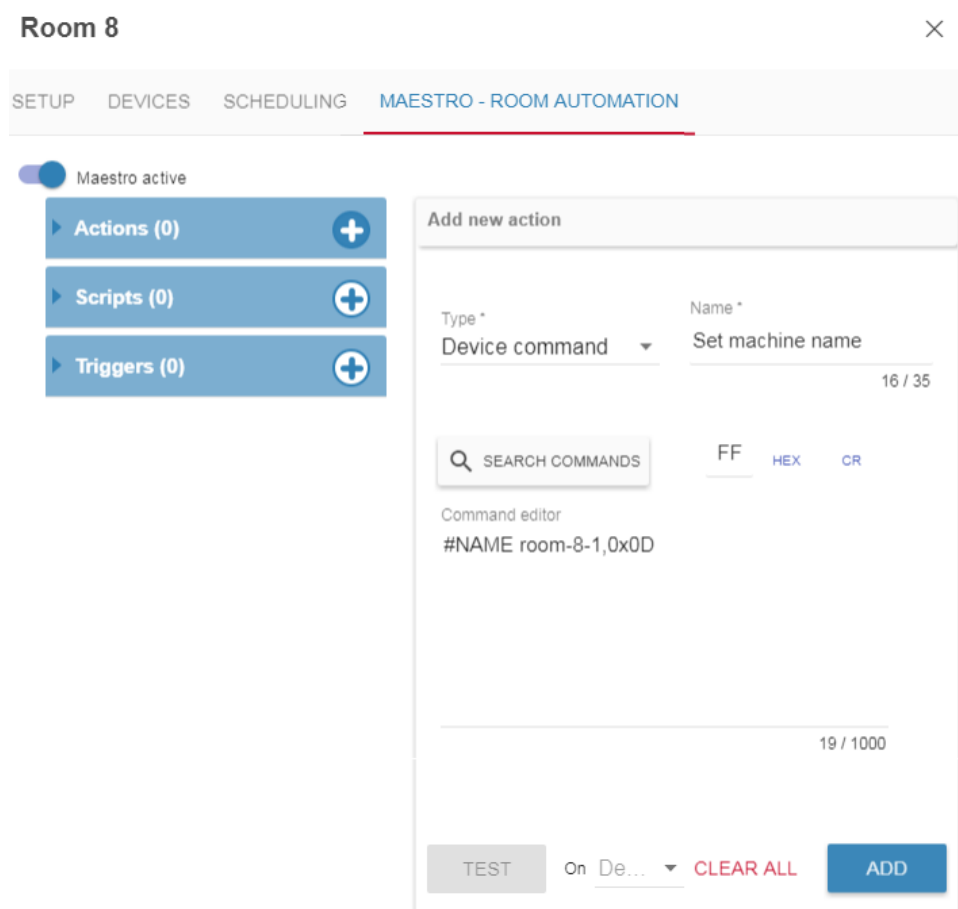 Room 8
SETUP DEVICES SCHEDULING MAESTRO - ROOM AUTOMATION
Maestro active
Actions (0)
Scripts (0)
Triggers (0)
Add new action
Type *
Device command
Name *
Set machine name
16 / 35
SEARCH COMMANDS
FF HEX CR
Command editor
#NAME room-8-1,0x0D
19 / 1000
TEST On De... CLEAR ALL ADD